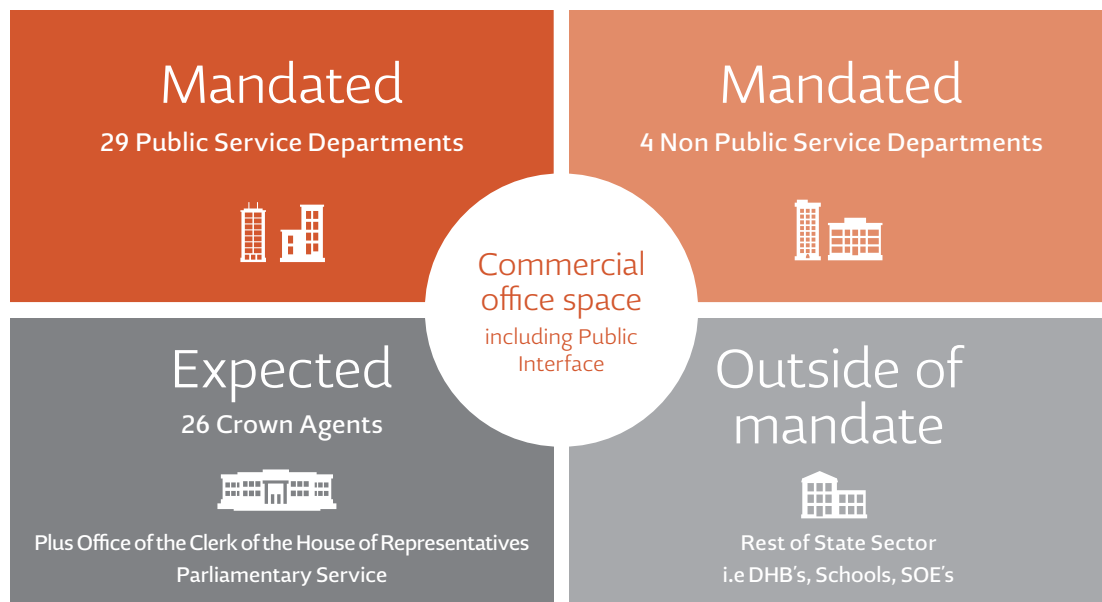 Mandated
29 Public Service Departments
Mandated
4 Non Public Service Departments
Commercial
office space
including Public
Interface
Expected
26 Crown Agents
Plus Office of the Clerk of the House of Representatives
Parliamentary Service
Outside of
mandate
Rest of State Sector
i.e DHB's, Schools, SOE's